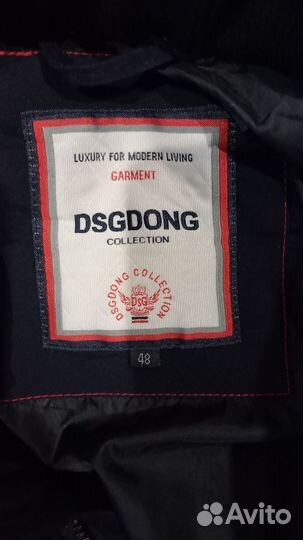 LUXURY FOR MODERN LIVING
GARMENT
DSGDONG
COLLECTION
DSGDONG COLLECTION
DSG
48
Avito